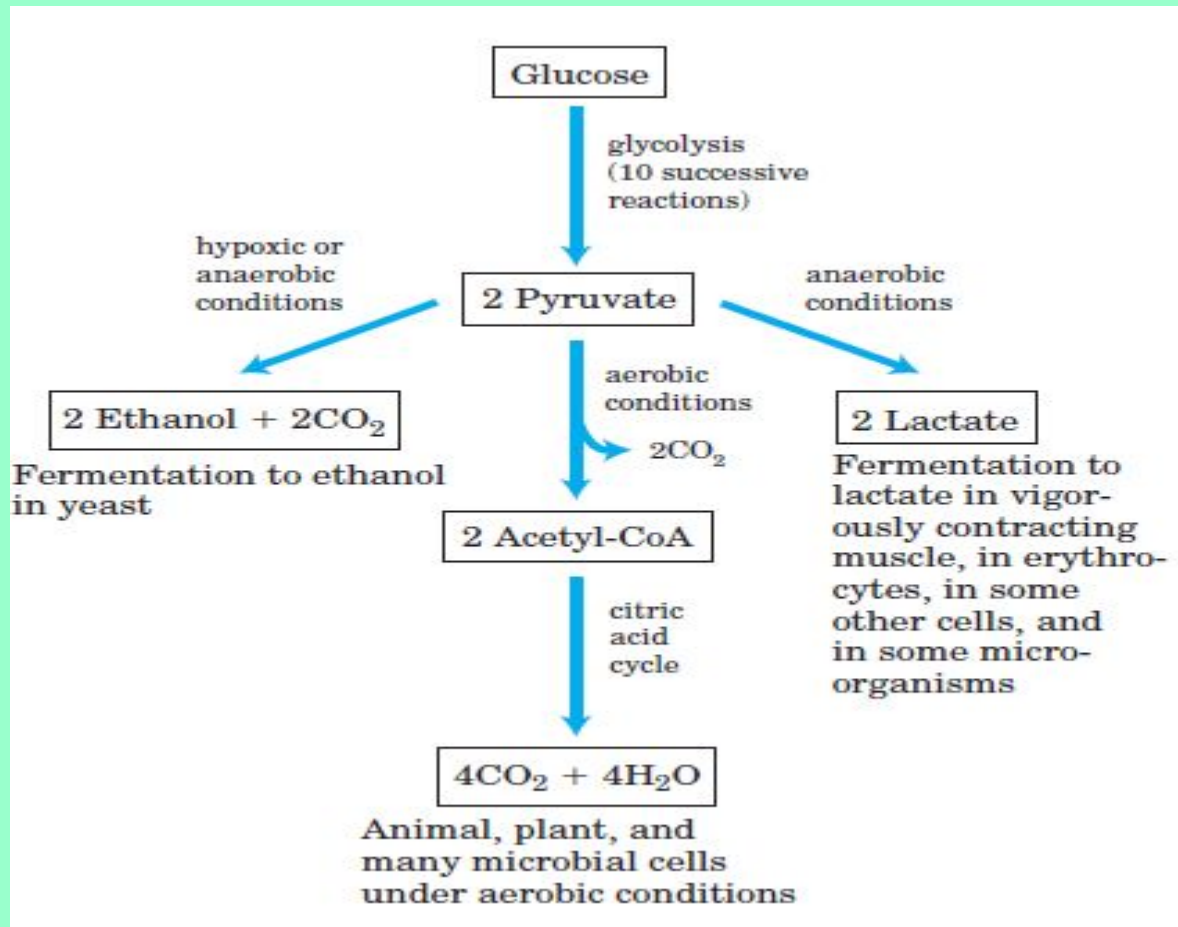 Glucose
glycolysis
(10 successive
reactions)
hypoxic or
anaerobic
conditions
2 Pyruvate
anaerobic
conditions
2 Ethanol + 2CO₂
Fermentation to ethanol
in yeast
aerobic
conditions
2CO₂
2 Lactate
Fermentation to
lactate in vigor-
ously contracting
muscle, in erythro-
cytes, in some
other cells, and
in some micro-
organisms
2 Acetyl-CoA
citric
acid
cycle
4CO₂ + 4H₂O
Animal, plant, and
many microbial cells
under aerobic conditions